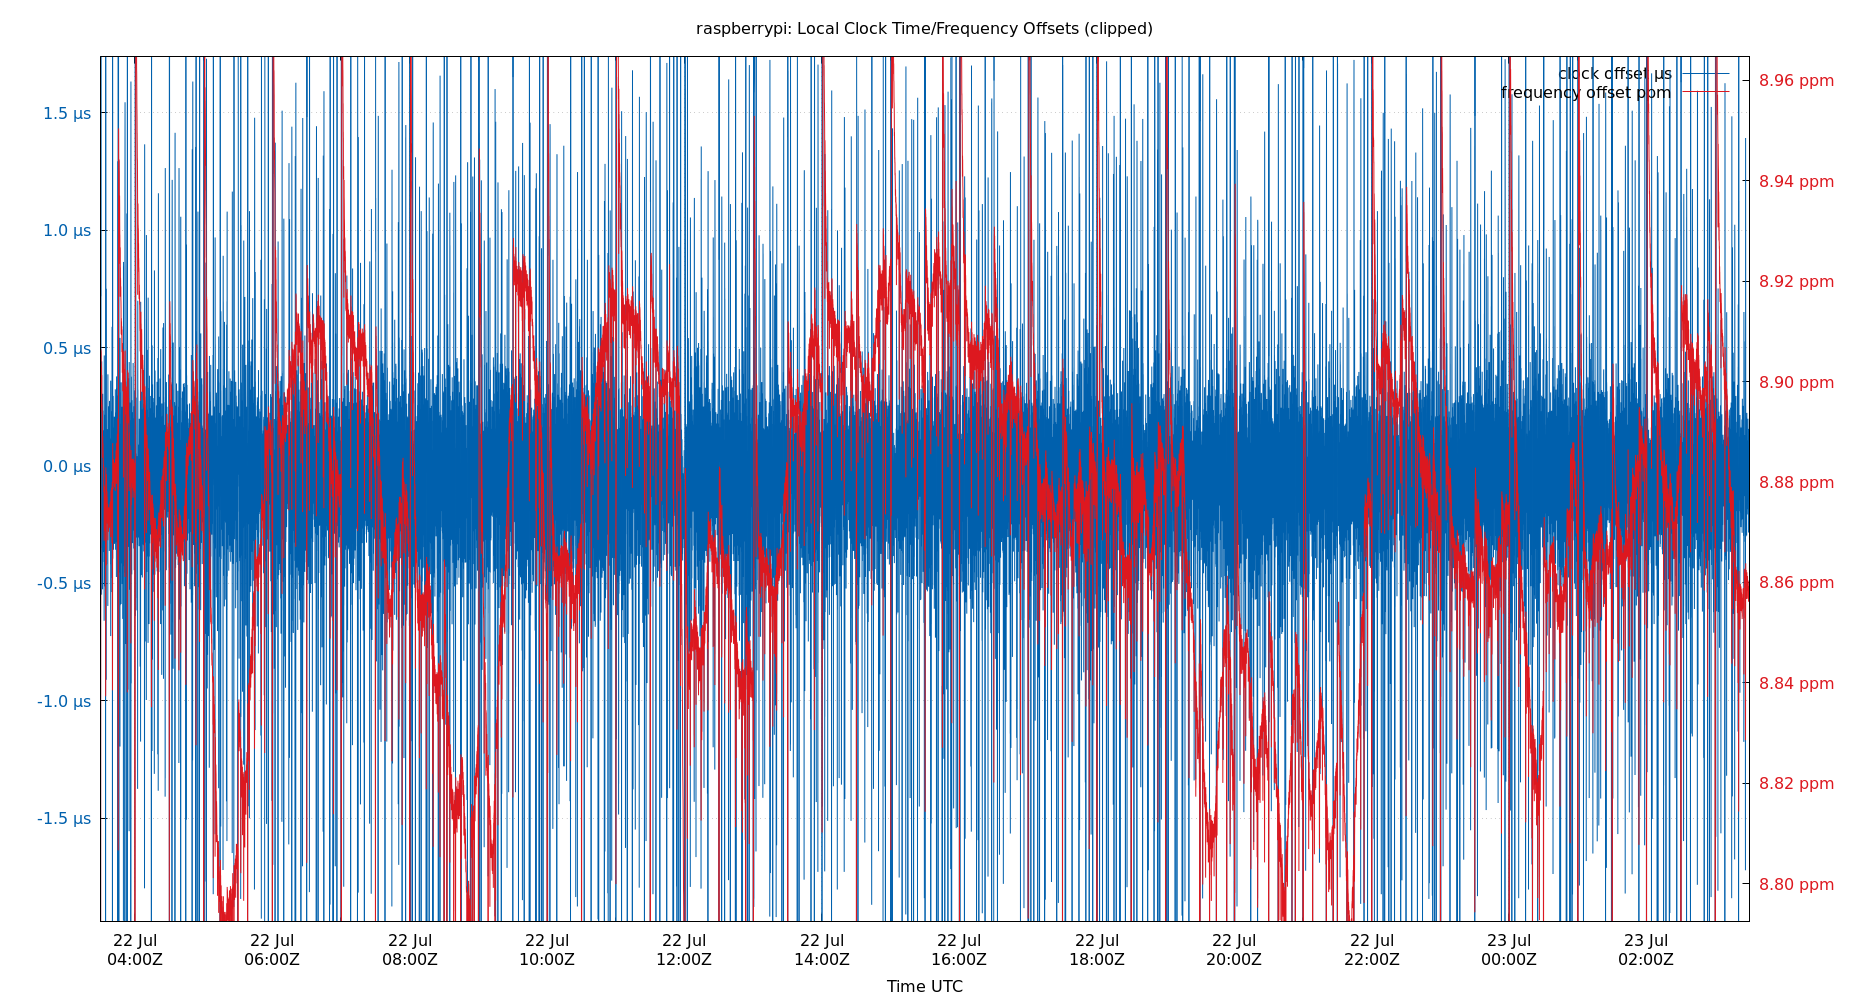 raspberrypi: Local Clock Time/Frequency Offsets (clipped)
clock offset µs
frequency offset ppm
1.5 µs
1.0 µs
0.5 µs
0.0 µs
-0.5 µs
-1.0 µs
-1.5 µs
8.96 ppm
8.94 ppm
8.92 ppm
8.90 ppm
8.88 ppm
8.86 ppm
8.84 ppm
8.82 ppm
8.80 ppm
22 Jul 22 Jul 22 Jul 22 Jul 22 Jul 22 Jul 22 Jul 22 Jul 22 Jul 22 Jul 23 Jul 23 Jul
04:00Z 06:00Z 08:00Z 10:00Z 12:00Z 14:00Z 16:00Z 18:00Z 20:00Z 22:00Z 00:00Z 02:00Z
Time UTC